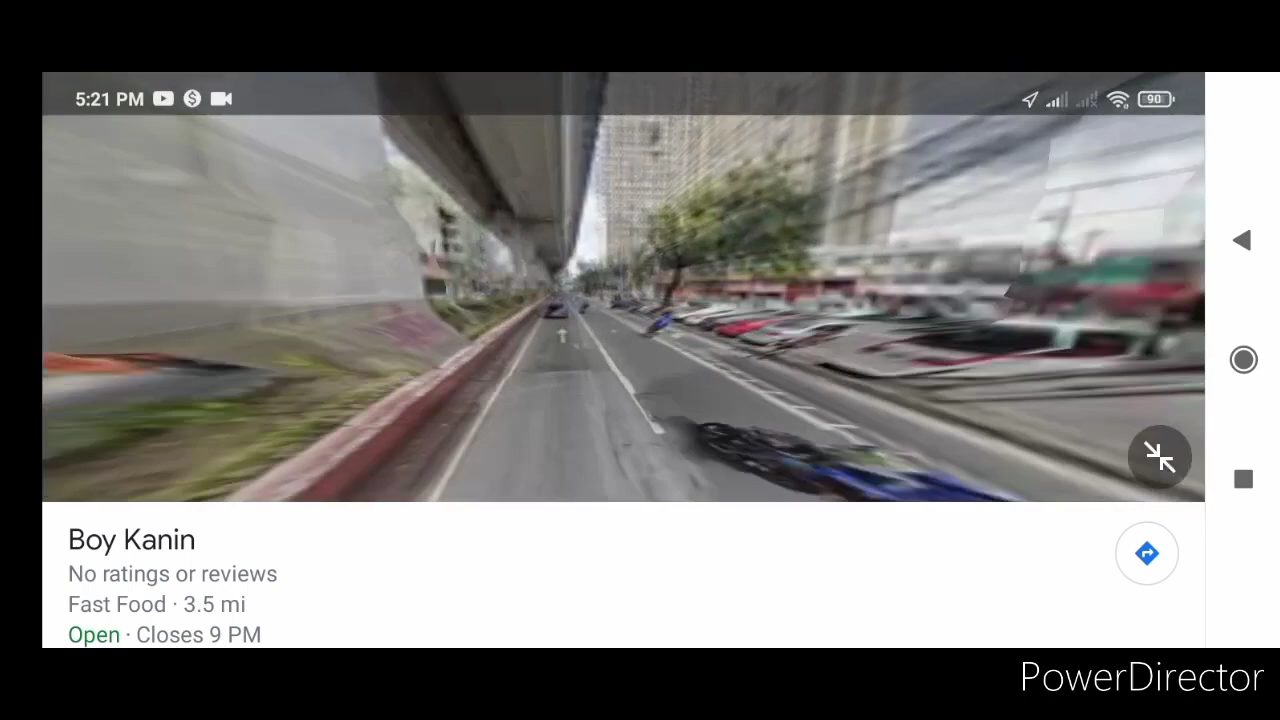 5:21 PM
90
Boy Kanin
No ratings or reviews
Fast Food · 3.5 mi
Open · Closes 9 PM
PowerDirector